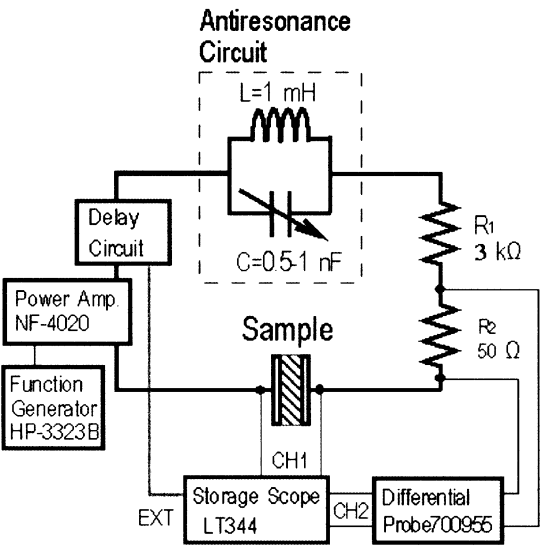 Antiresonance
Circuit
L=1 mH
C=0.5-1 nF
Delay
Circuit
R1
3 kΩ
Power Amp.
NF-4020
Sample
R2
50 Ω
Function
Generator
HP-3323B
CH1
Storage Scope
LT344
EXT
CH2
Differential
Probe700955